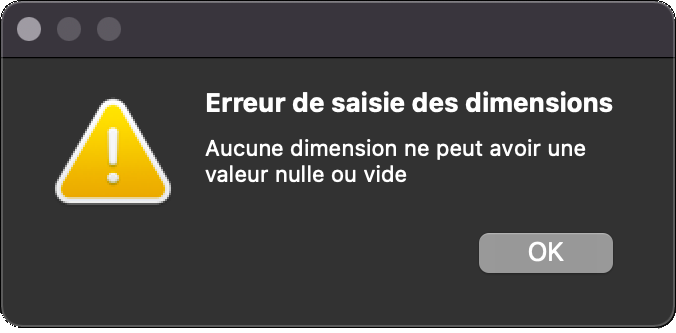 Erreur de saisie des dimensions
Aucune dimension ne peut avoir une
valeur nulle ou vide
OK